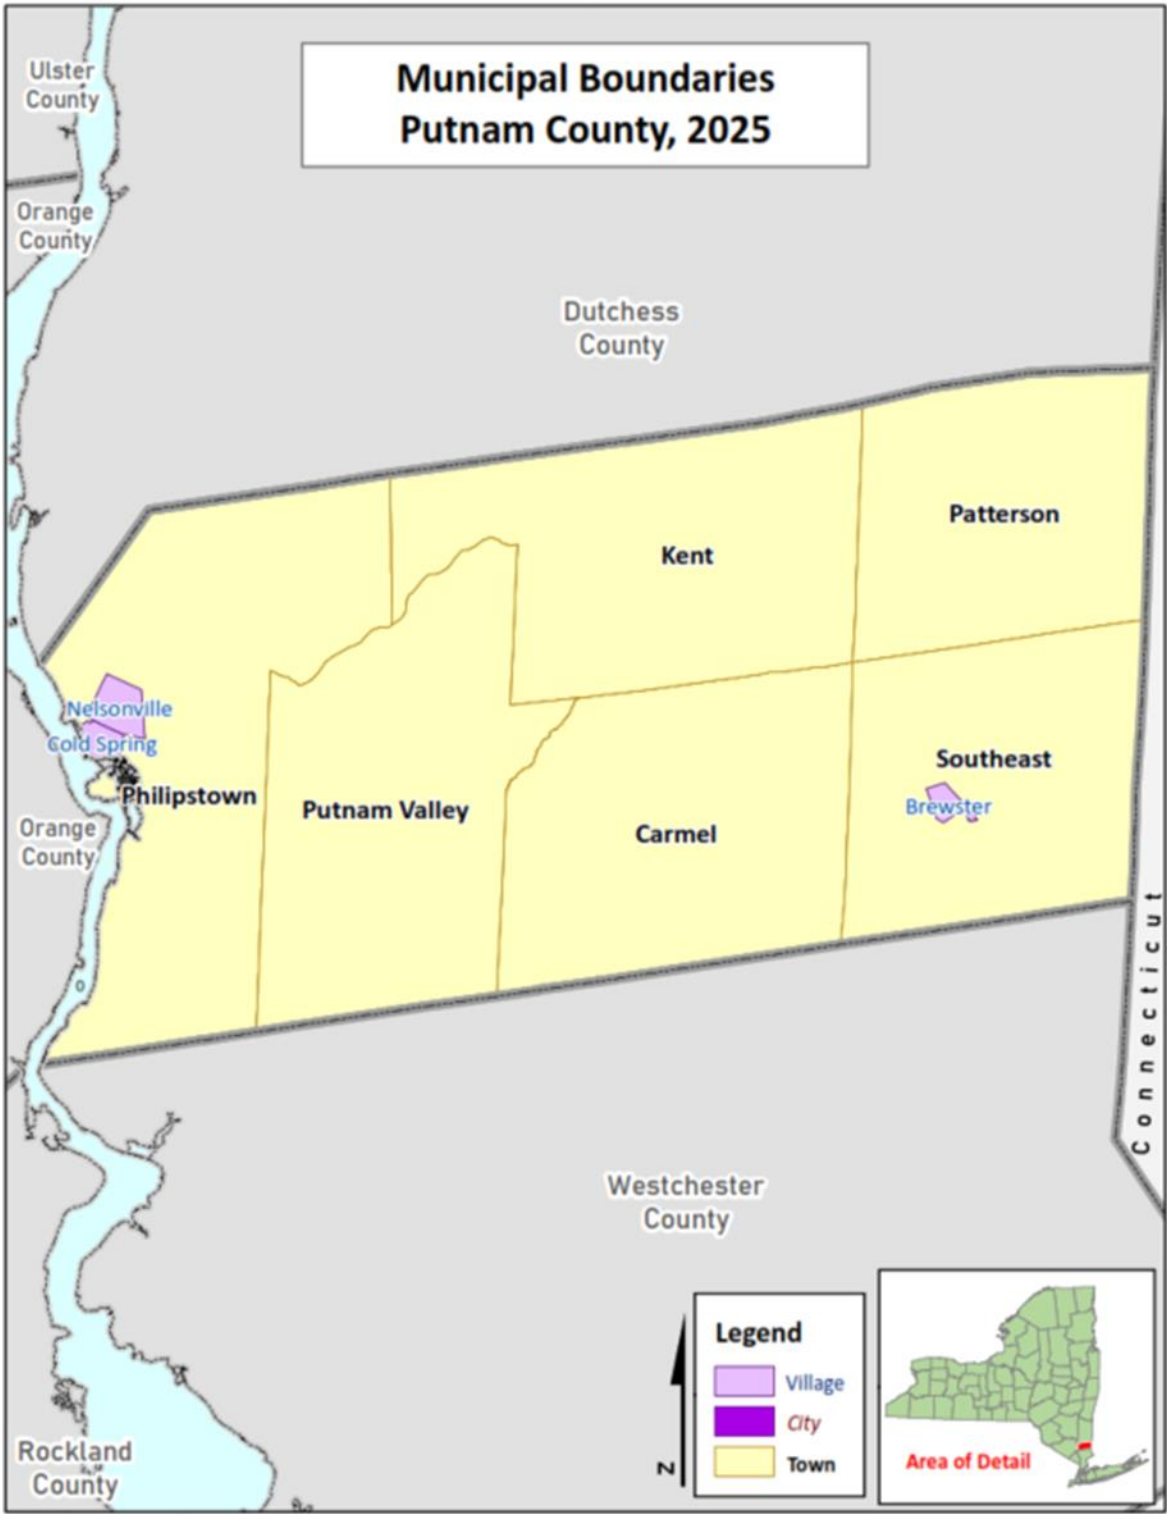 Municipal Boundaries
Putnam County, 2025
Ulster
County
Orange
County
Dutchess
County
Patterson
Kent
Nelsonville
Cold Spring
Philipstown
Putnam Valley
Southeast
Brewster
Carmel
Orange
County
Connecticut
Westchester
County
Legend
Village
City
Town
N
Area of Detail
Rockland
County